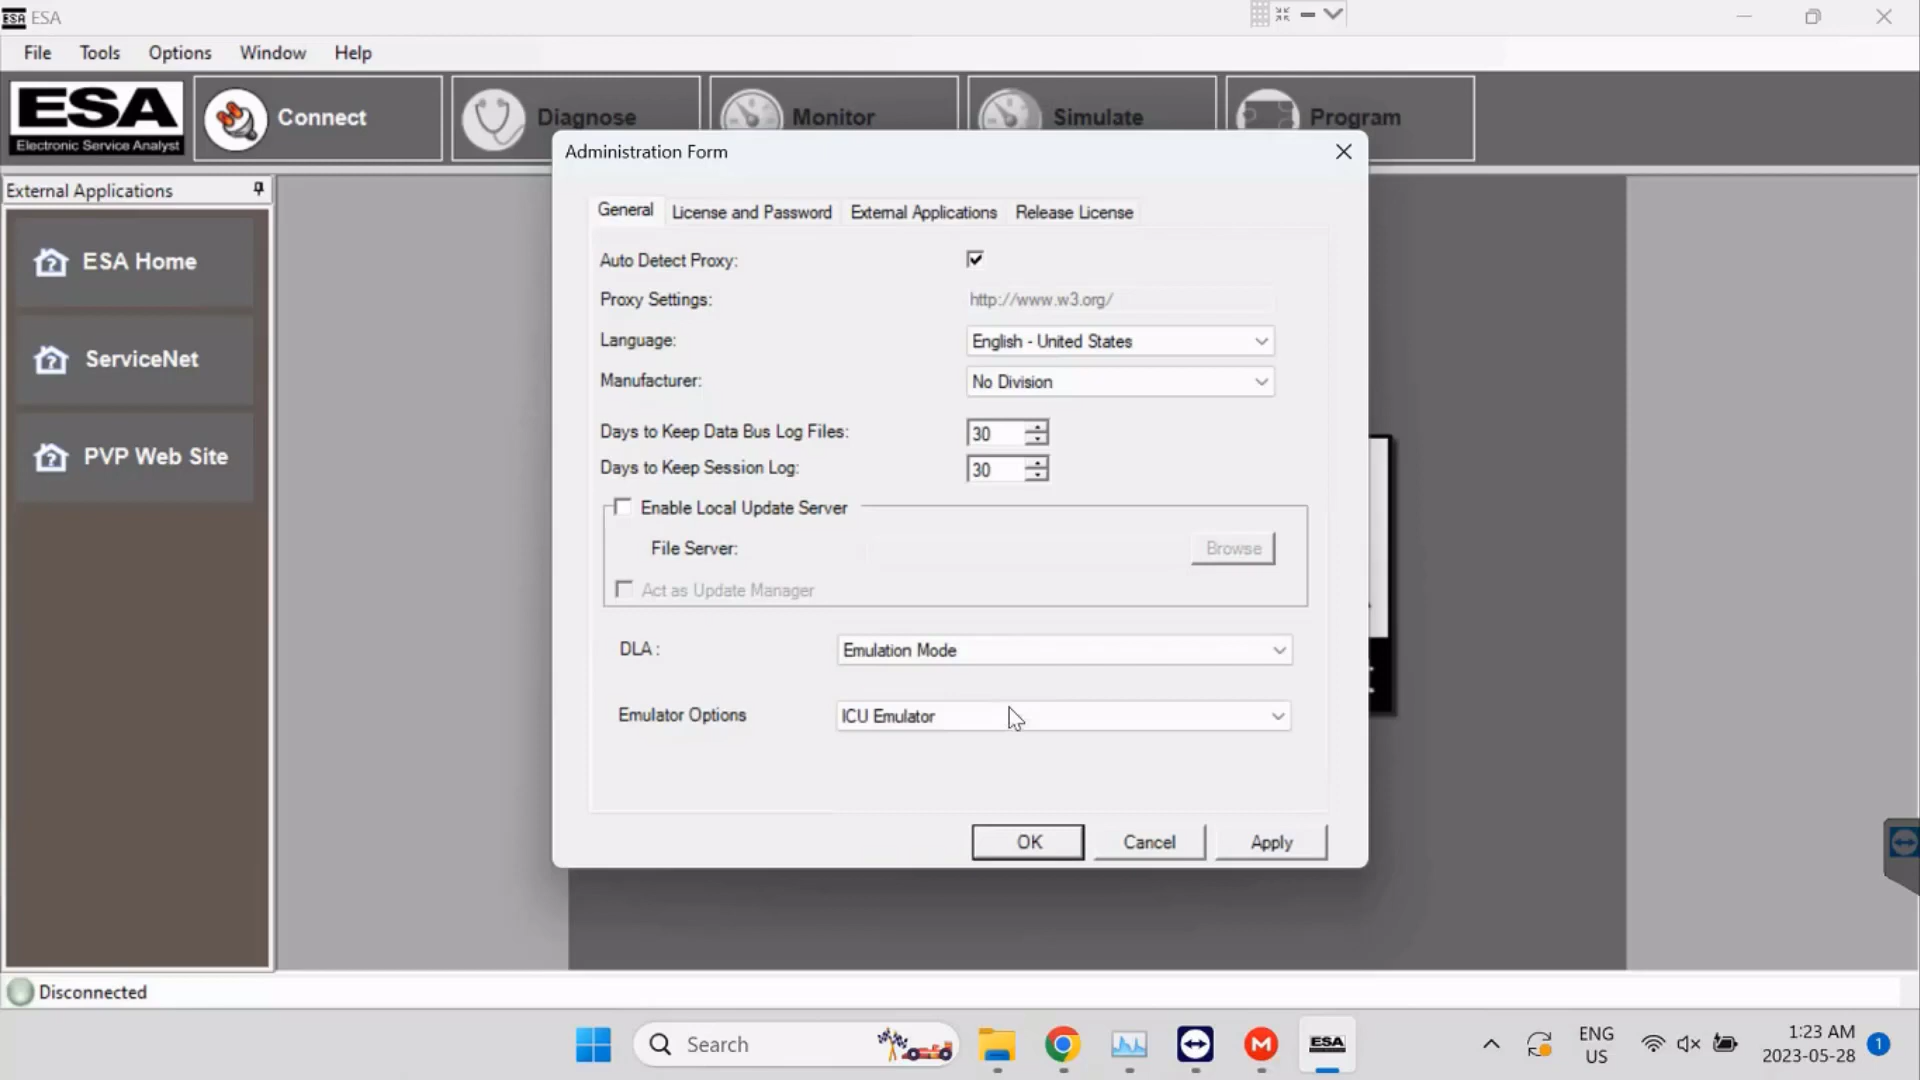 ESA ESA
File Tools Options Window Help
ESA
Electronic Service Analyst
Connect
Diagnose
Monitor
Simulate
Program
External Applications
ESA Home
ServiceNet
PVP Web Site
Administration Form
General License and Password External Applications Release License
Auto Detect Proxy:
Proxy Settings: http://www.w3.org/
Language: English - United States
Manufacturer: No Division
Days to Keep Data Bus Log Files: 30
Days to Keep Session Log: 30
Enable Local Update Server
File Server: Browse
Act as Update Manager
DLA : Emulation Mode
Emulator Options ICU Emulator
OK Cancel Apply
Disconnected
Search
ESA
ENG
US
1:23 AM
2023-05-28
1